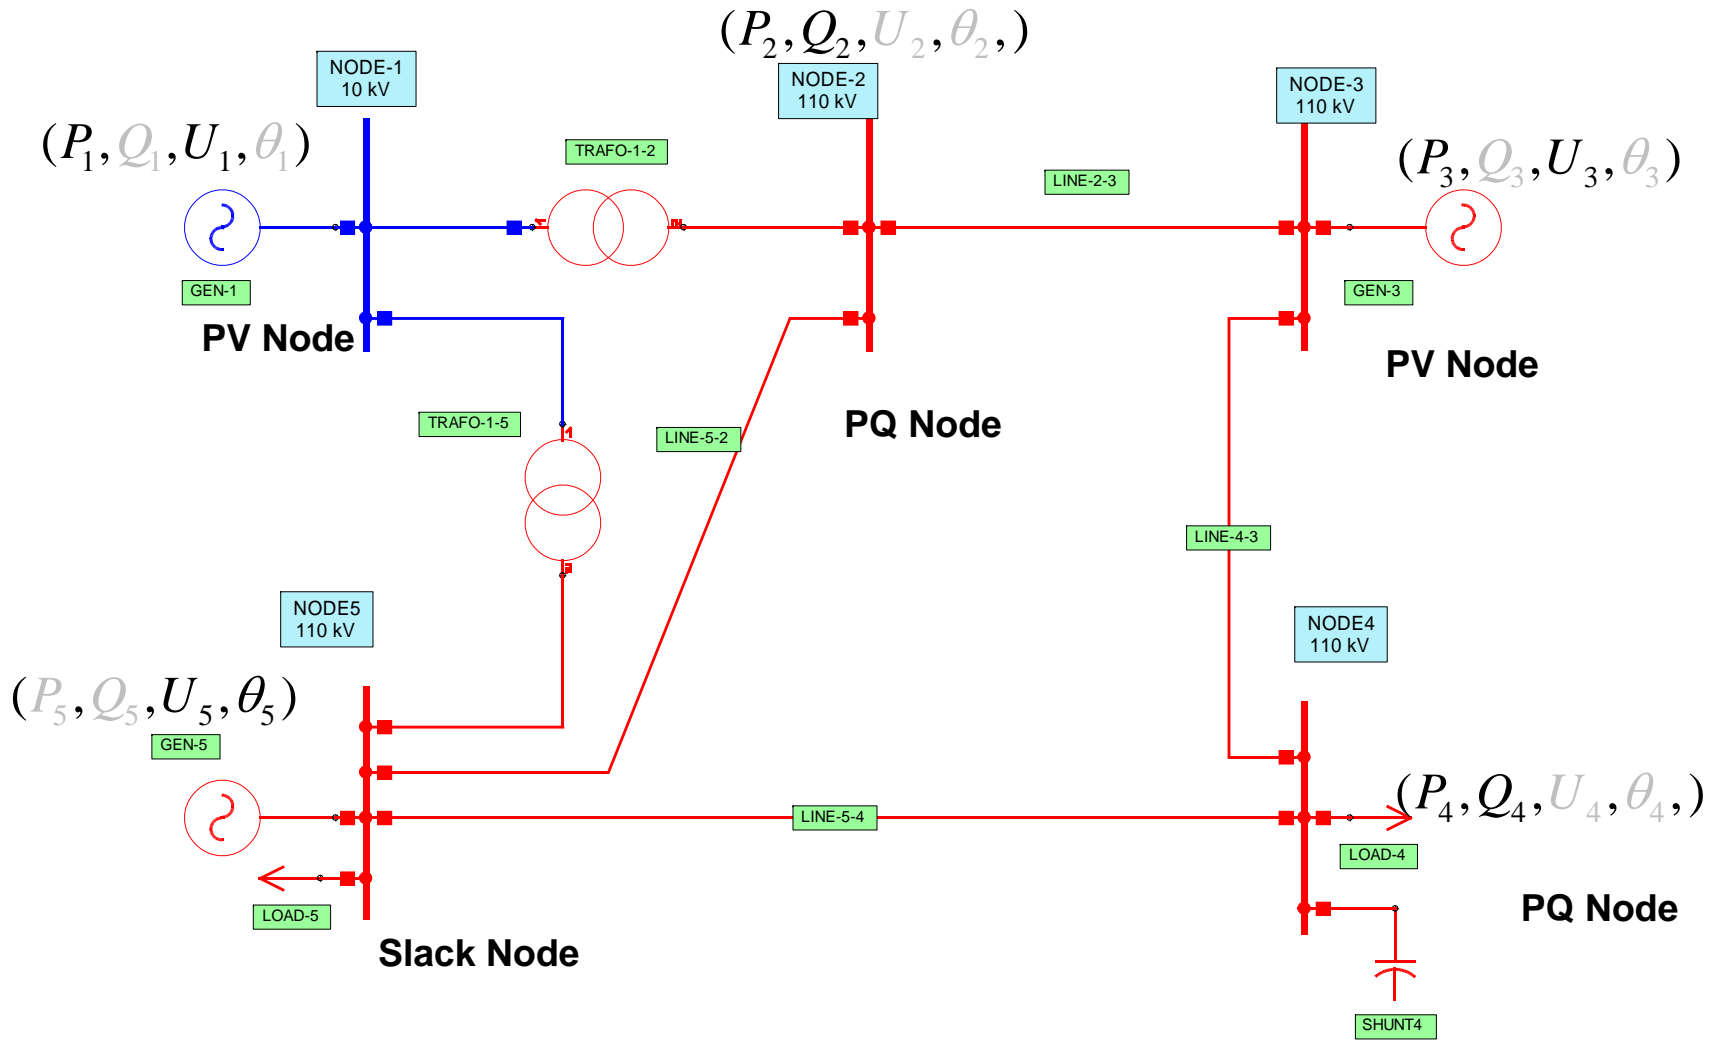 (P₂,Q₂,U₂,θ₂,)
NODE-1
10 kV
NODE-2
110 kV
NODE-3
110 kV
(P₁,Q₁,U₁,θ₁)
TRAFO-1-2
LINE-2-3
(P₃,Q₃,U₃,θ₃)
1
2
GEN-1
GEN-3
PV Node
PV Node
TRAFO-1-5
1
LINE-5-2
PQ Node
LINE-4-3
2
NODE5
110 kV
NODE4
110 kV
(P₅,Q₅,U₅,θ₅)
GEN-5
LINE-5-4
(P₄,Q₄,U₄,θ₄,)
LOAD-4
LOAD-5
PQ Node
Slack Node
SHUNT4